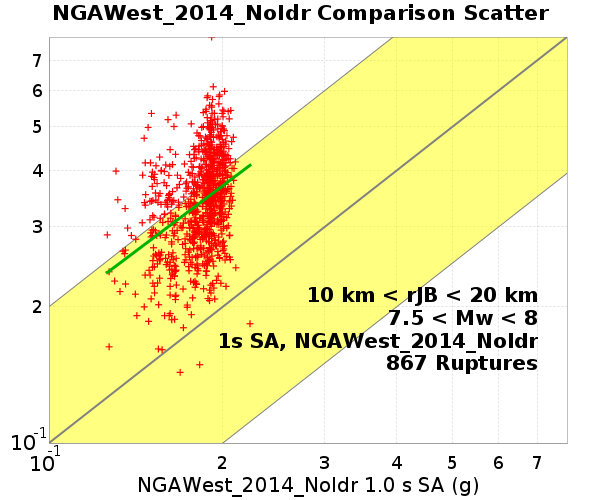 NGAWest_2014_NoIdr Comparison Scatter
7
6
5
4
3
2
10 km < rJB < 20 km
7.5 < Mw < 8
1s SA, NGAWest_2014_NoIdr
867 Ruptures
10^-1
10^-1 2 3 4 5 6 7
NGAWest_2014_NoIdr 1.0 s SA (g)